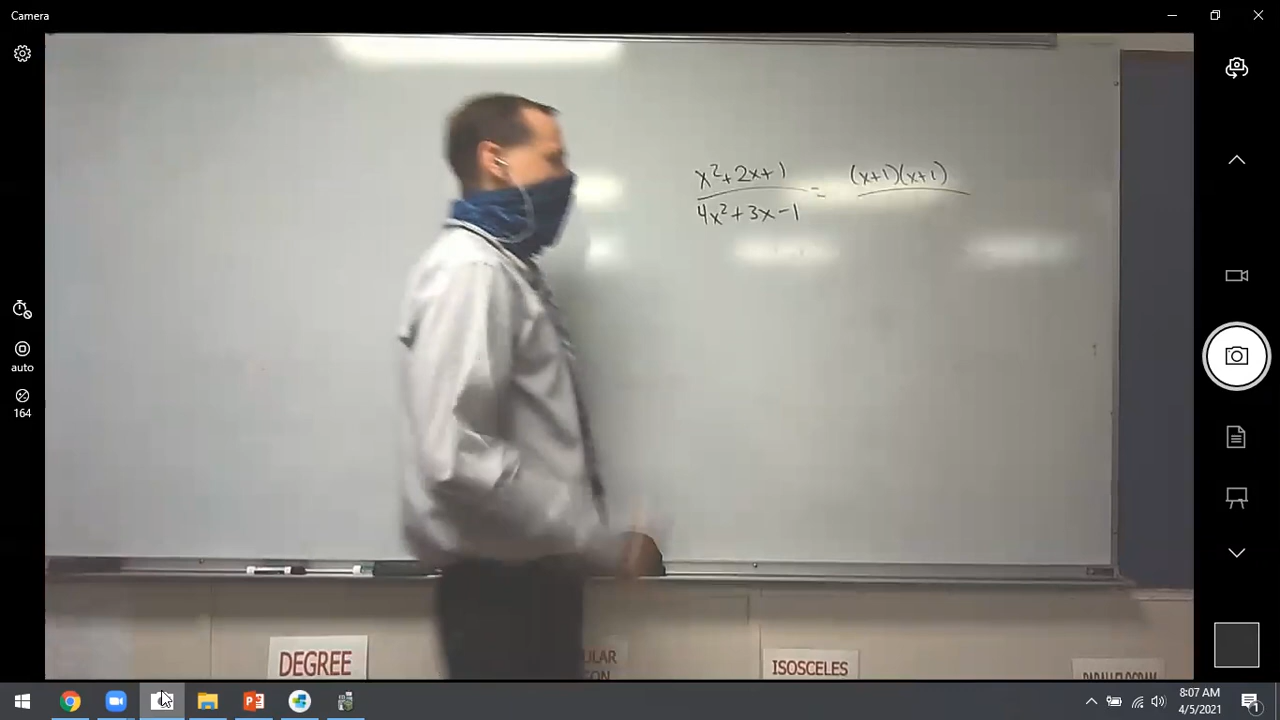 Camera
x²+2x+1 = (x+1)(x+1)
4x²+3x-1
auto
164
DEGREE
ISOSCELES
8:07 AM
4/5/2021
1